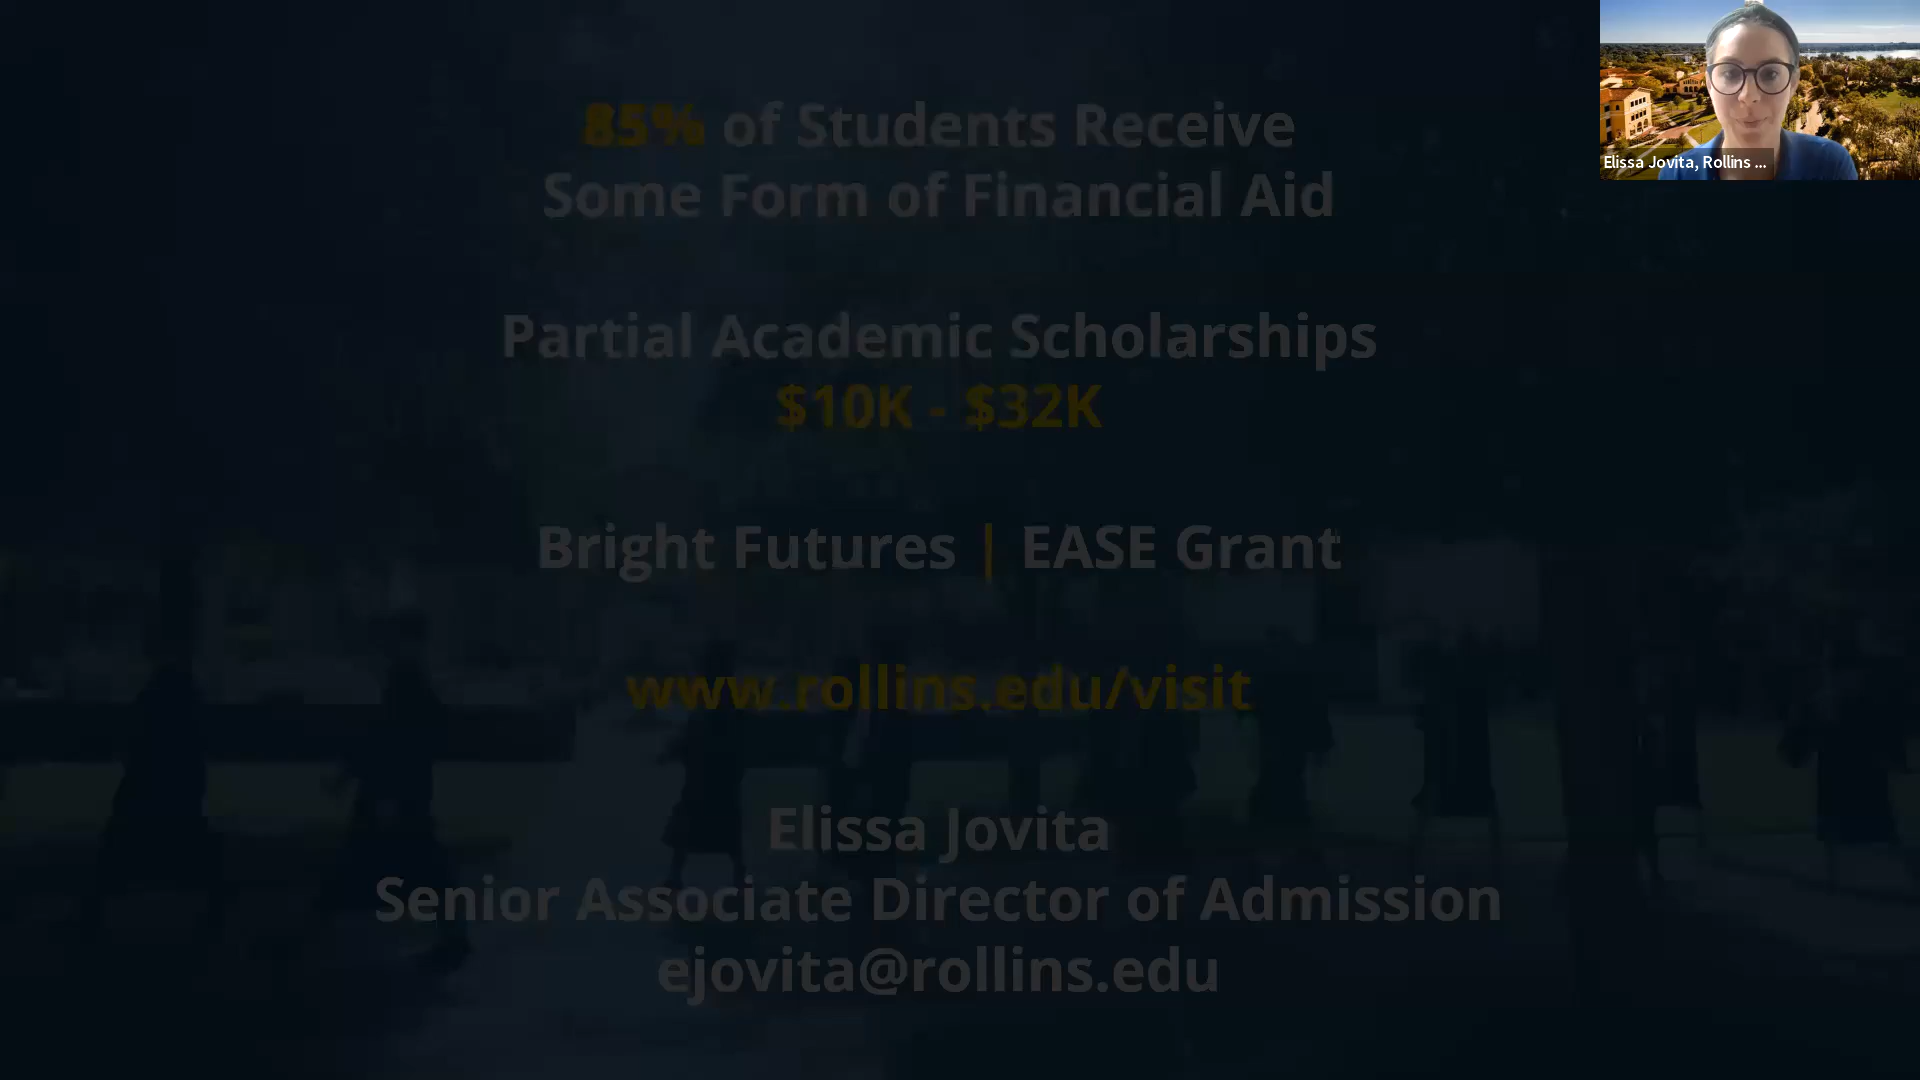 85% of Students Receive
Some Form of Financial Aid
Partial Academic Scholarships
$10K - $32K
Bright Futures | EASE Grant
www.rollins.edu/visit
Elissa Jovita
Senior Associate Director of Admission
ejovita@rollins.edu
Elissa Jovita, Rollins ...